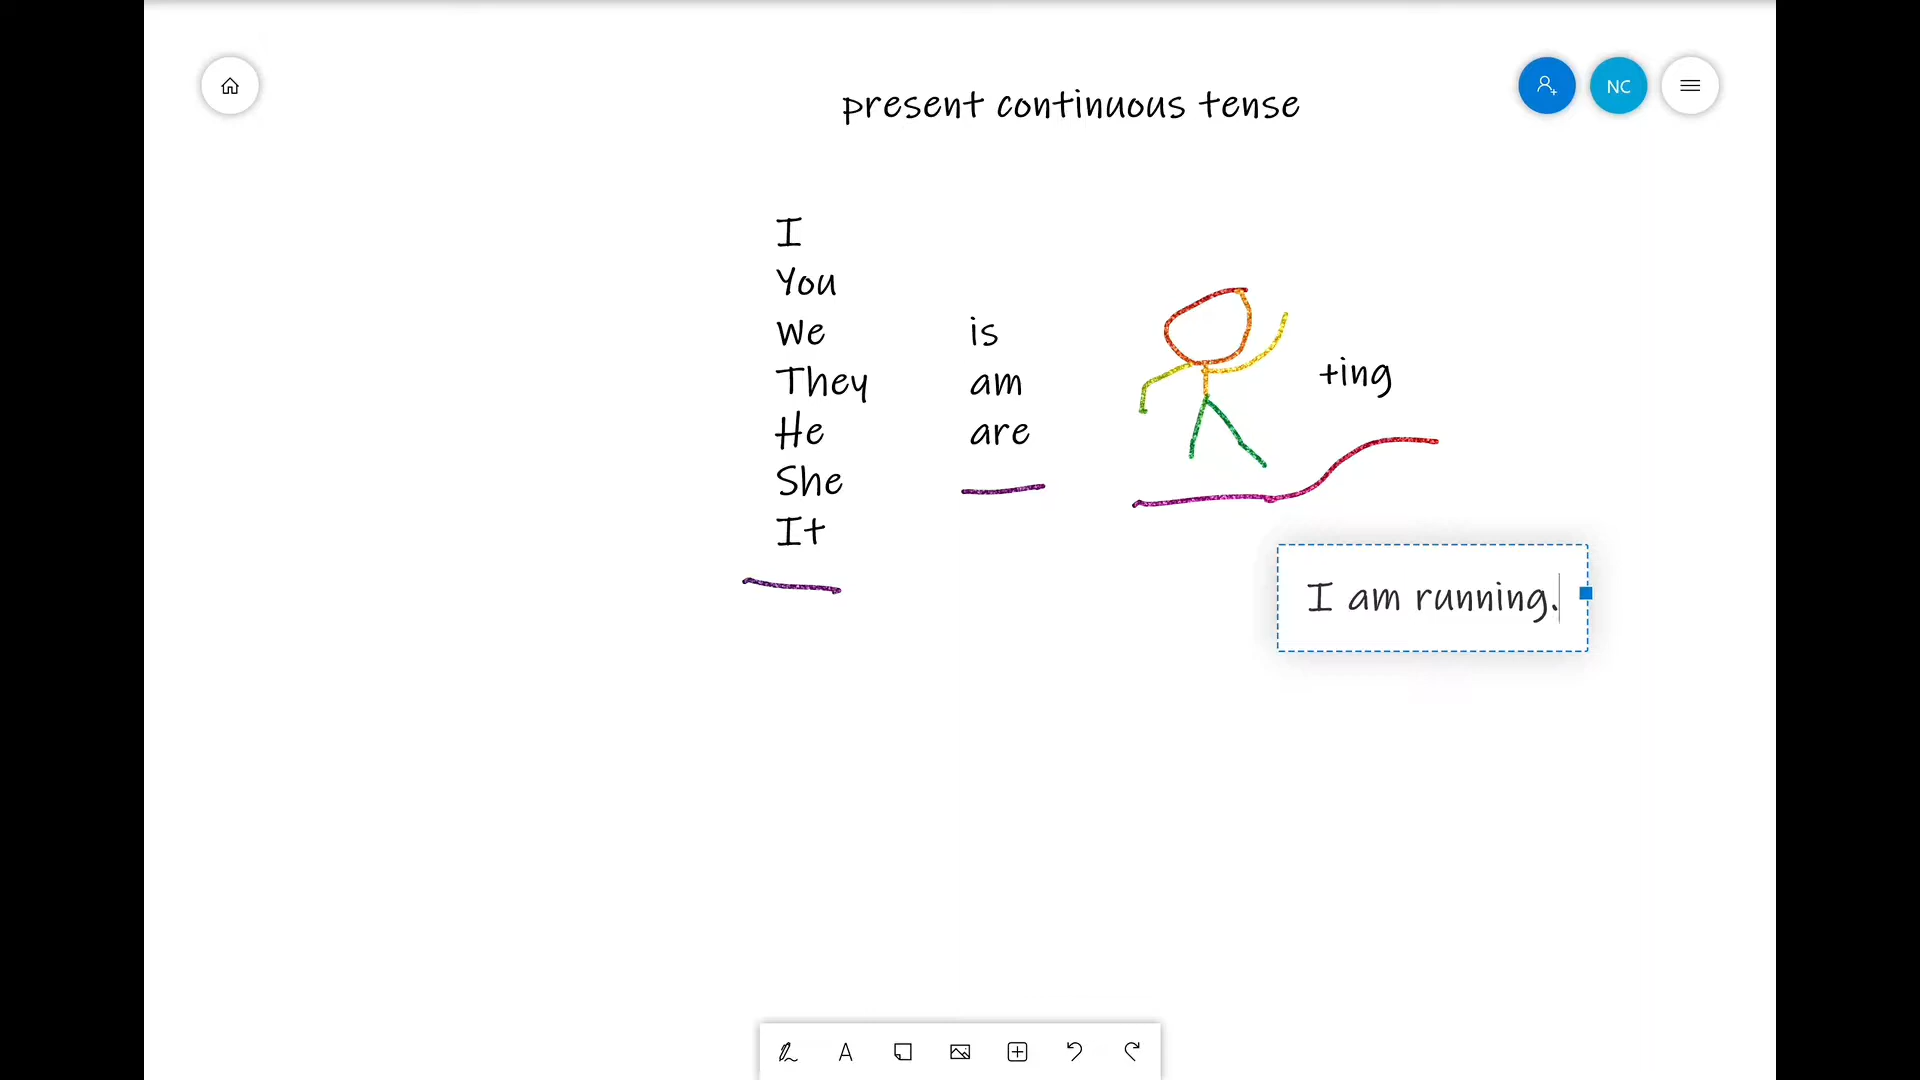 present continuous tense
NC
I
You
We
They
He
She
It
is
am
are
+ing
I am running.